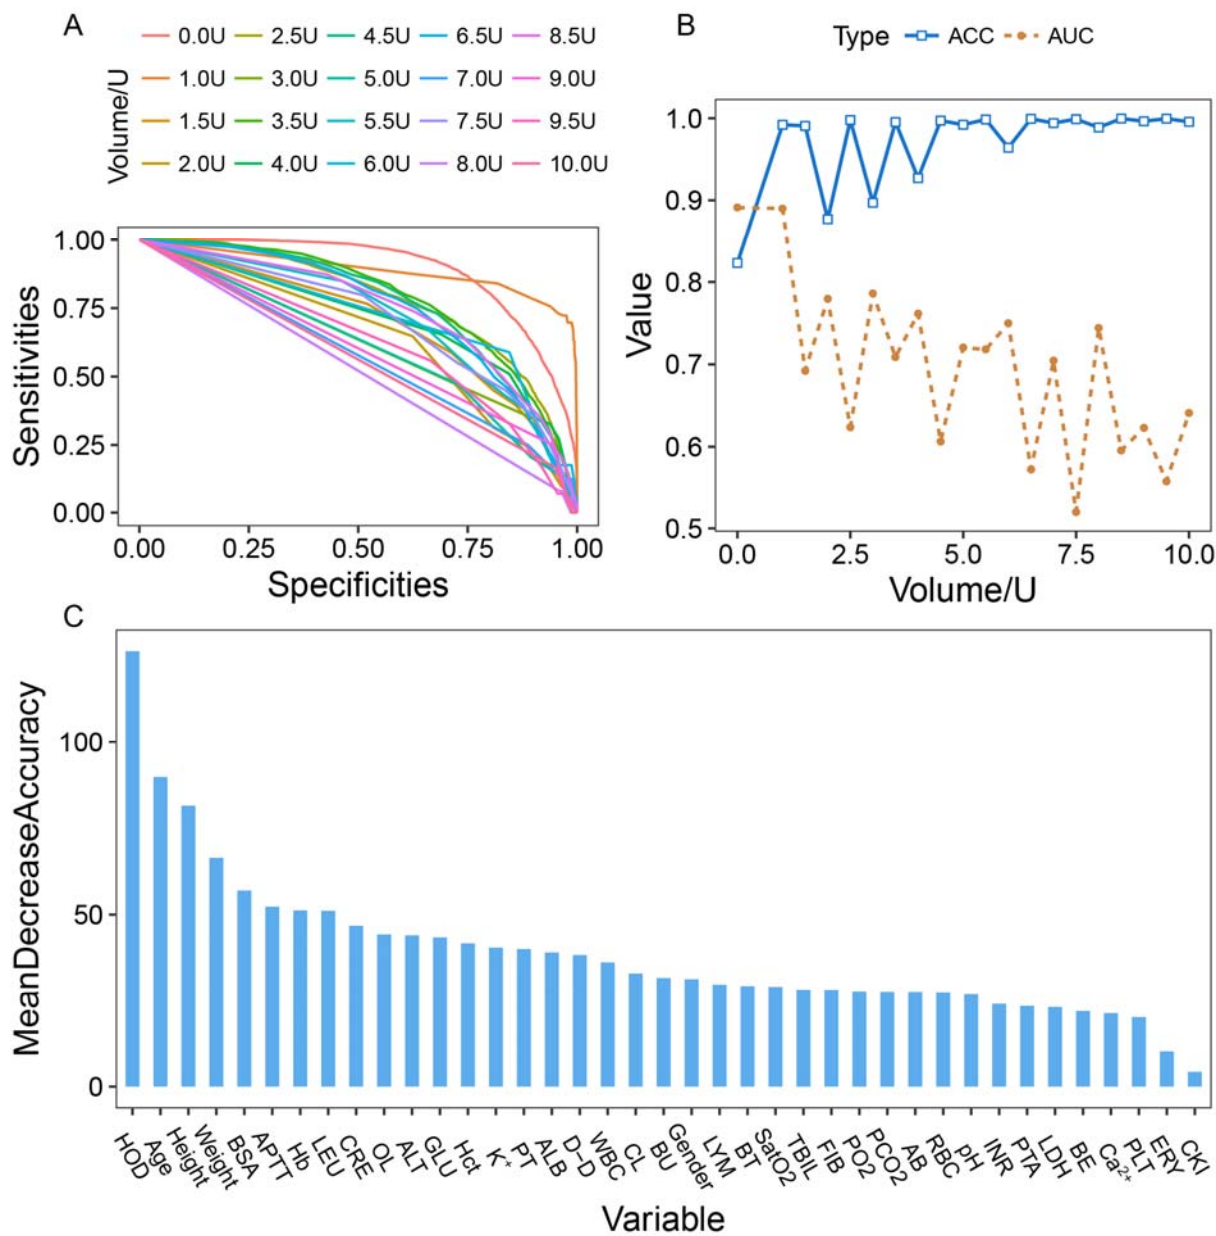 A
0.0U 2.5U 4.5U 6.5U 8.5U
1.0U 3.0U 5.0U 7.0U 9.0U
1.5U 3.5U 5.5U 7.5U 9.5U
2.0U 4.0U 6.0U 8.0U 10.0U
Volume/U
1.00
0.75
0.50
0.25
0.00
Sensitivities
0.00 0.25 0.50 0.75 1.00
Specificities
B
Type ACC AUC
1.0
0.9
0.8
0.7
0.6
0.5
Value
0.0 2.5 5.0 7.5 10.0
Volume/U
C
100
50
0
MeanDecreaseAccuracy
HOD Age Height Weight BSA APTT Hb LEU CRE OL ALT GLU Hct K⁺ PT ALB D-D WBC CL BU Gender LYM BT SatO2 TBIL FIB PO2 PCO2 AB RBC pH INR PTA LDH BE Ca²⁺ PLT ERY CKI
Variable